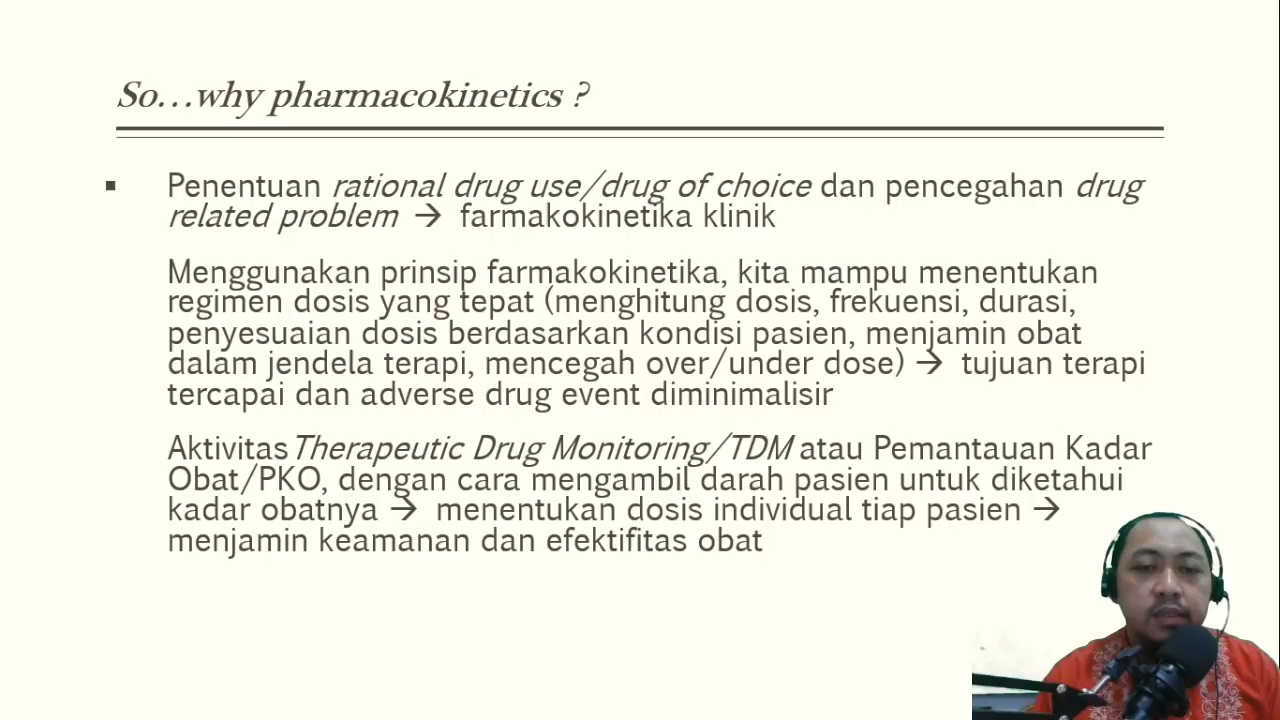 So...why pharmacokinetics ?
▪ Penentuan rational drug use/drug of choice dan pencegahan drug
related problem → farmakokinetika klinik
Menggunakan prinsip farmakokinetika, kita mampu menentukan
regimen dosis yang tepat (menghitung dosis, frekuensi, durasi,
penyesuaian dosis berdasarkan kondisi pasien, menjamin obat
dalam jendela terapi, mencegah over/under dose) → tujuan terapi
tercapai dan adverse drug event diminimalisir
Aktivitas Therapeutic Drug Monitoring/TDM atau Pemantauan Kadar
Obat/PKO, dengan cara mengambil darah pasien untuk diketahui
kadar obatnya → menentukan dosis individual tiap pasien →
menjamin keamanan dan efektifitas obat